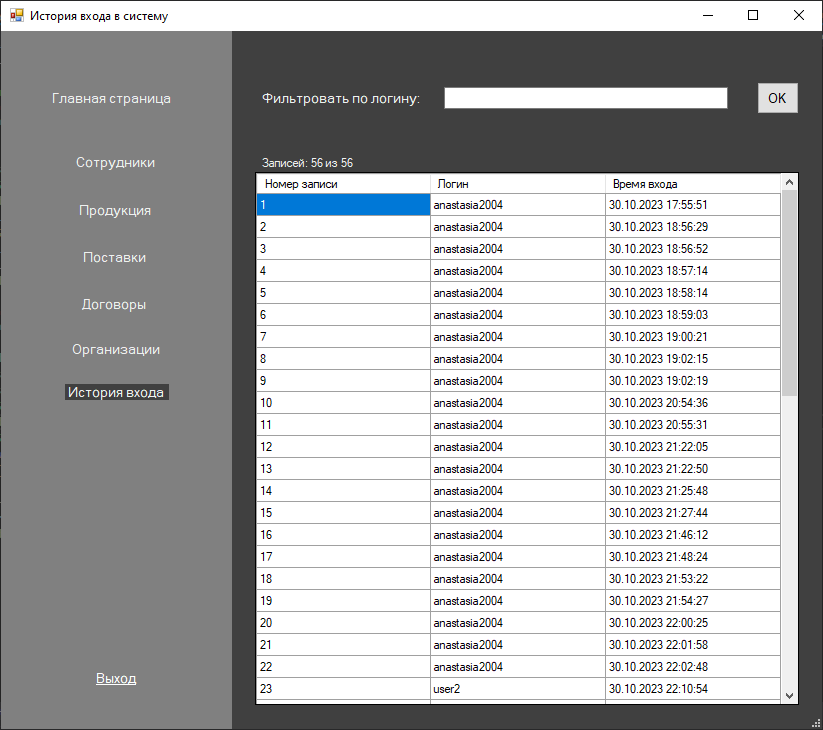 История входа в систему
Главная страница
Сотрудники
Продукция
Поставки
Договоры
Организации
История входа
Выход
Фильтровать по логину:
OK
Записей: 56 из 56
Номер записи Логин Время входа
1 anastasia2004 30.10.2023 17:55:51
2 anastasia2004 30.10.2023 18:56:29
3 anastasia2004 30.10.2023 18:56:52
4 anastasia2004 30.10.2023 18:57:14
5 anastasia2004 30.10.2023 18:58:14
6 anastasia2004 30.10.2023 18:59:03
7 anastasia2004 30.10.2023 19:00:21
8 anastasia2004 30.10.2023 19:02:15
9 anastasia2004 30.10.2023 19:02:19
10 anastasia2004 30.10.2023 20:54:36
11 anastasia2004 30.10.2023 20:55:31
12 anastasia2004 30.10.2023 21:22:05
13 anastasia2004 30.10.2023 21:22:50
14 anastasia2004 30.10.2023 21:25:48
15 anastasia2004 30.10.2023 21:27:44
16 anastasia2004 30.10.2023 21:46:12
17 anastasia2004 30.10.2023 21:48:24
18 anastasia2004 30.10.2023 21:53:22
19 anastasia2004 30.10.2023 21:54:27
20 anastasia2004 30.10.2023 22:00:25
21 anastasia2004 30.10.2023 22:01:58
22 anastasia2004 30.10.2023 22:02:48
23 user2 30.10.2023 22:10:54